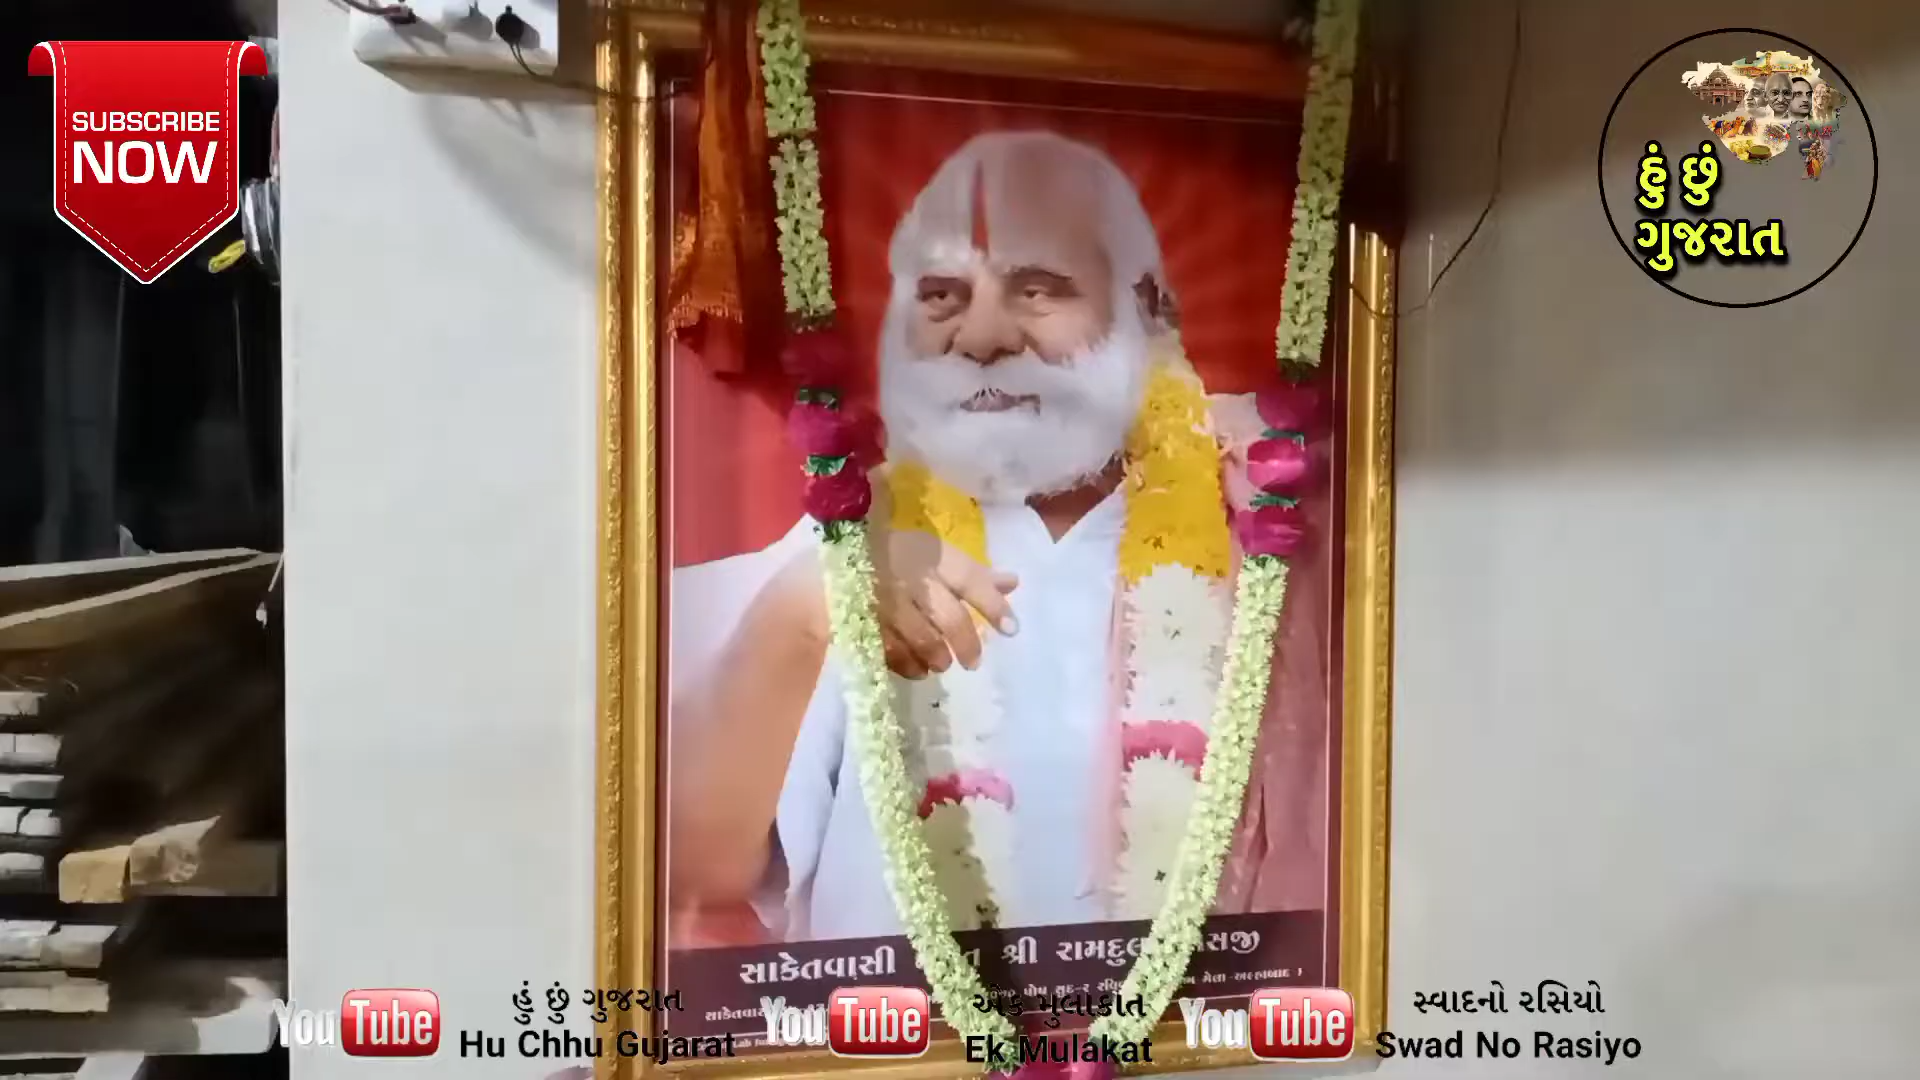 SUBSCRIBE
NOW
હું છું
ગુજરાત
સાકેતવાસી શ્રી
You Tube
હું છું ગુજરાત
Hu Chhu Gujarat
You Tube
એક મુલાકાત
Ek Mulakat
You Tube
સ્વાદનો રસિયો
Swad No Rasiyo